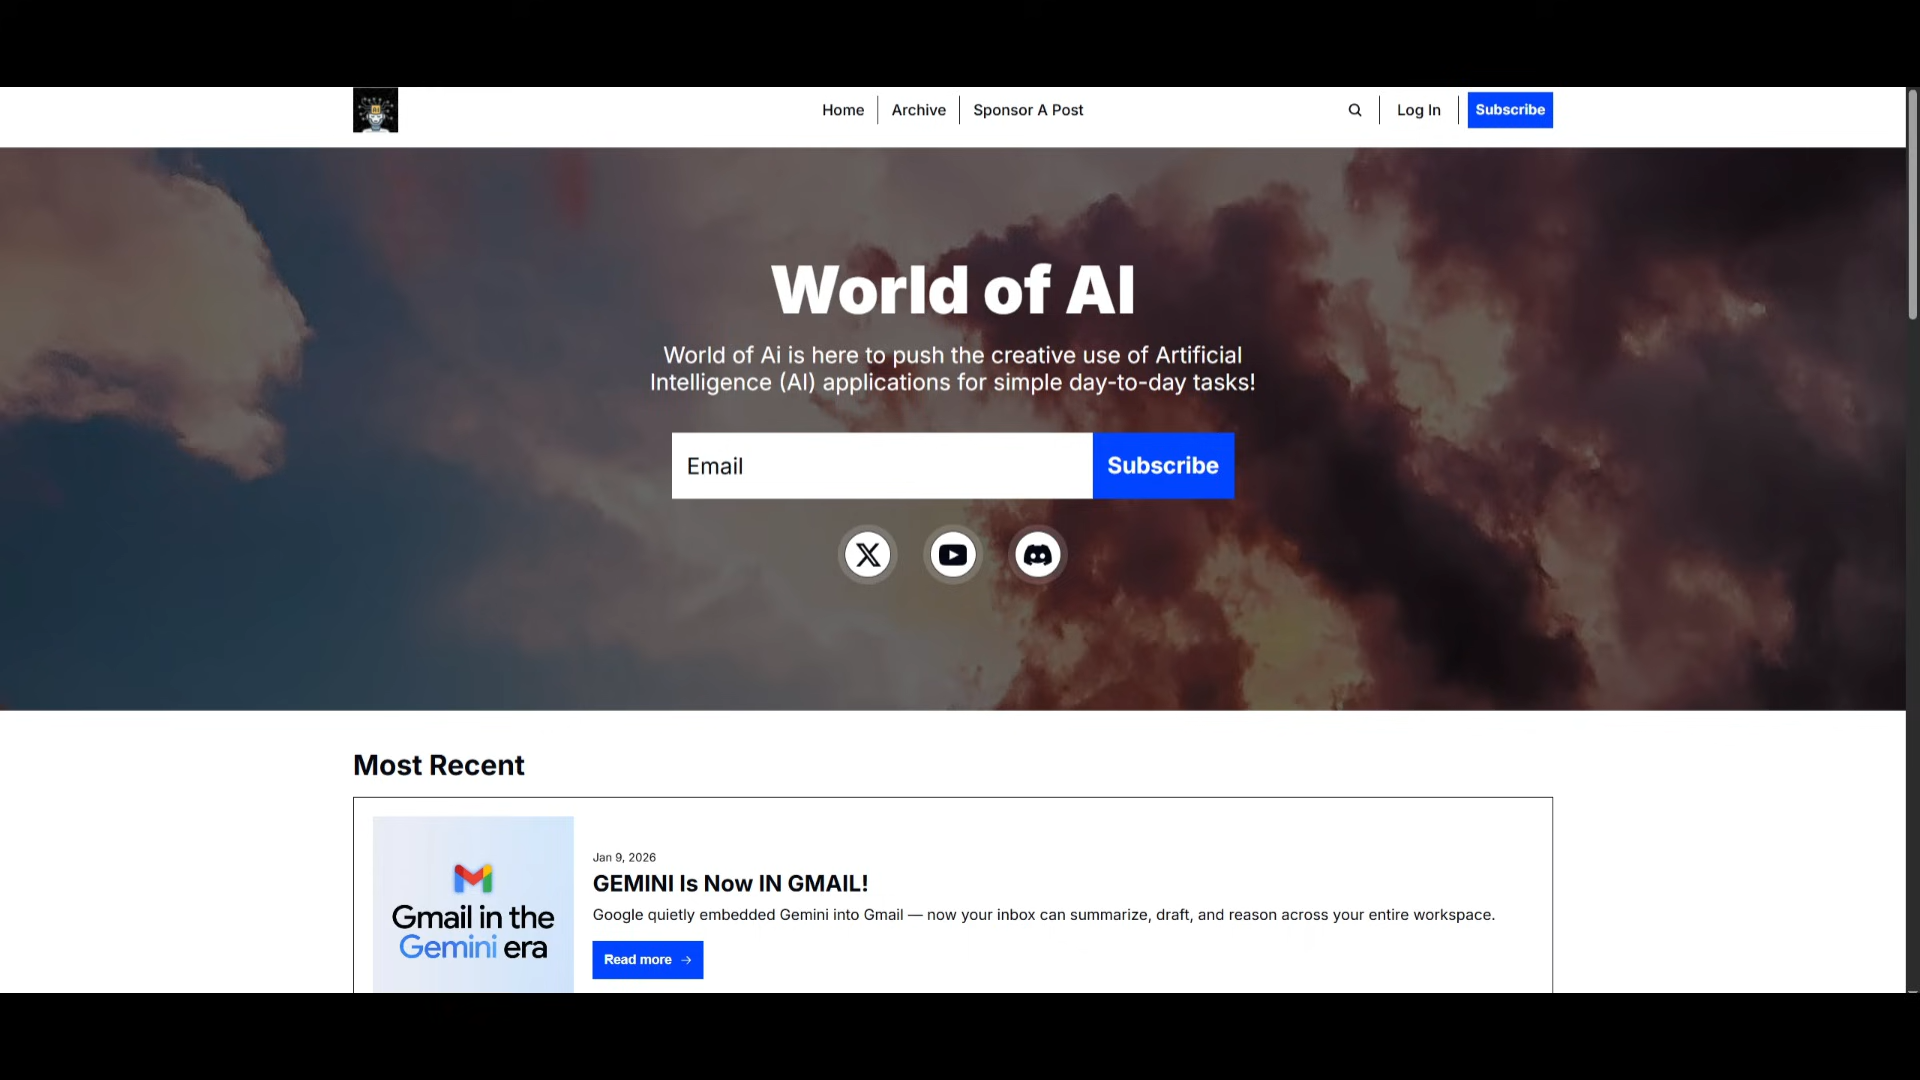 Home
Archive
Sponsor A Post
Log In
Subscribe
World of AI
World of Ai is here to push the creative use of Artificial
Intelligence (AI) applications for simple day-to-day tasks!
Email
Subscribe
Most Recent
Gmail in the
Gemini era
Jan 9, 2026
GEMINI Is Now IN GMAIL!
Google quietly embedded Gemini into Gmail — now your inbox can summarize, draft, and reason across your entire workspace.
Read more →